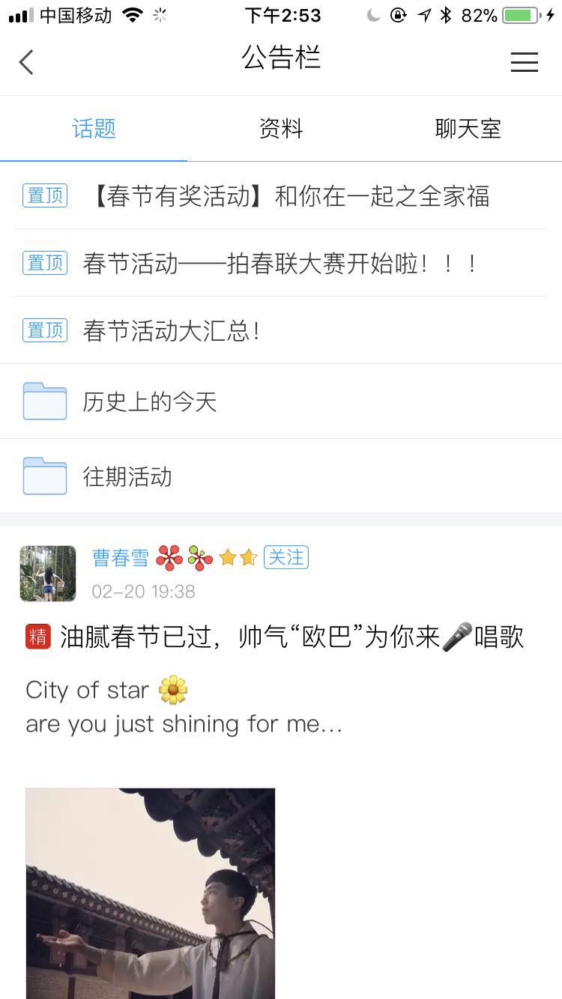 中国移动 下午2:53 82%
公告栏
话题 资料 聊天室
置顶 【春节有奖活动】和你在一起之全家福
置顶 春节活动——拍春联大赛开始啦！！！
置顶 春节活动大汇总！
历史上的今天
往期活动
曹春雪 关注
02-20 19:38
精 油腻春节已过，帅气“欧巴”为你来🎤唱歌
City of star 🌼
are you just shining for me...